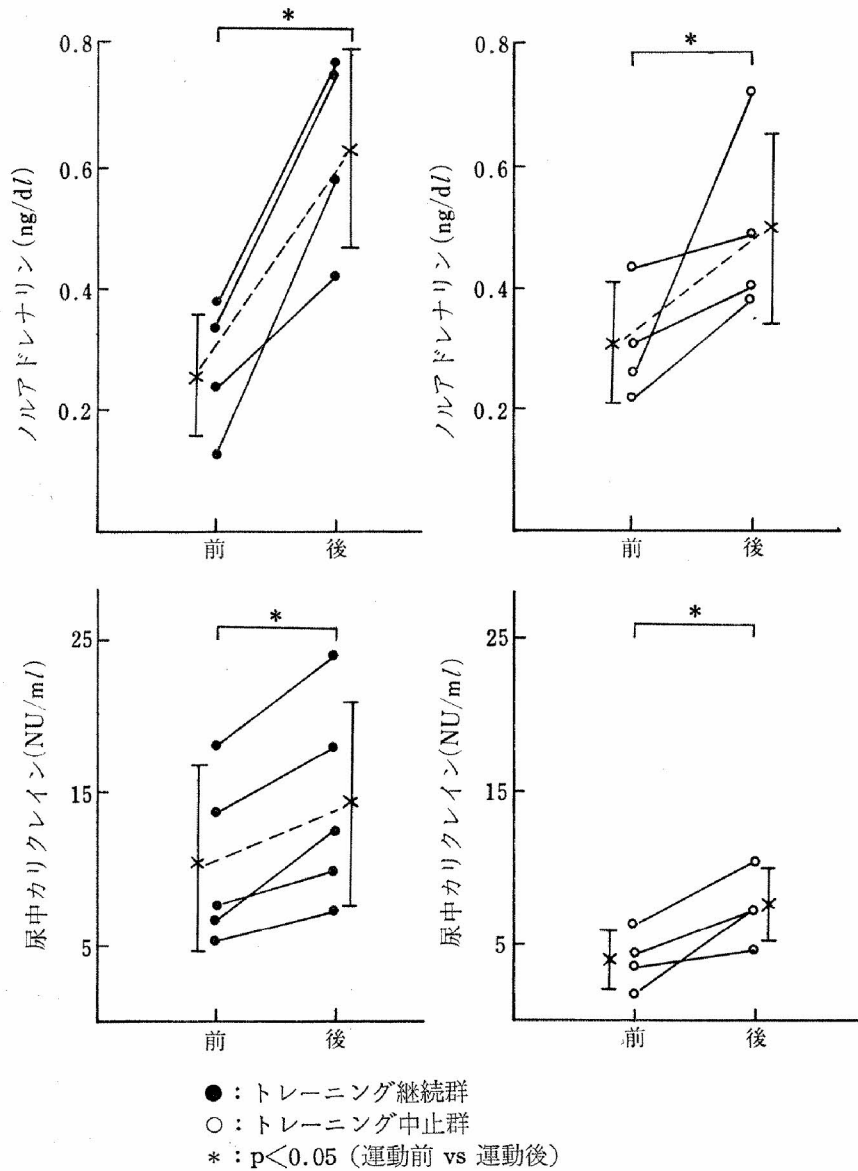 *
*
0.8
0.6
0.4
0.2
ノルアドレナリン(ng/dl)
前
後
0.8
0.6
0.4
0.2
ノルアドレナリン(ng/dl)
前
後
*
*
25
15
5
尿中カリクレイン(NU/ml)
前
後
25
15
5
尿中カリクレイン(NU/ml)
前
後
●：トレーニング継続群
○：トレーニング中止群
*：p<0.05 (運動前 vs 運動後)